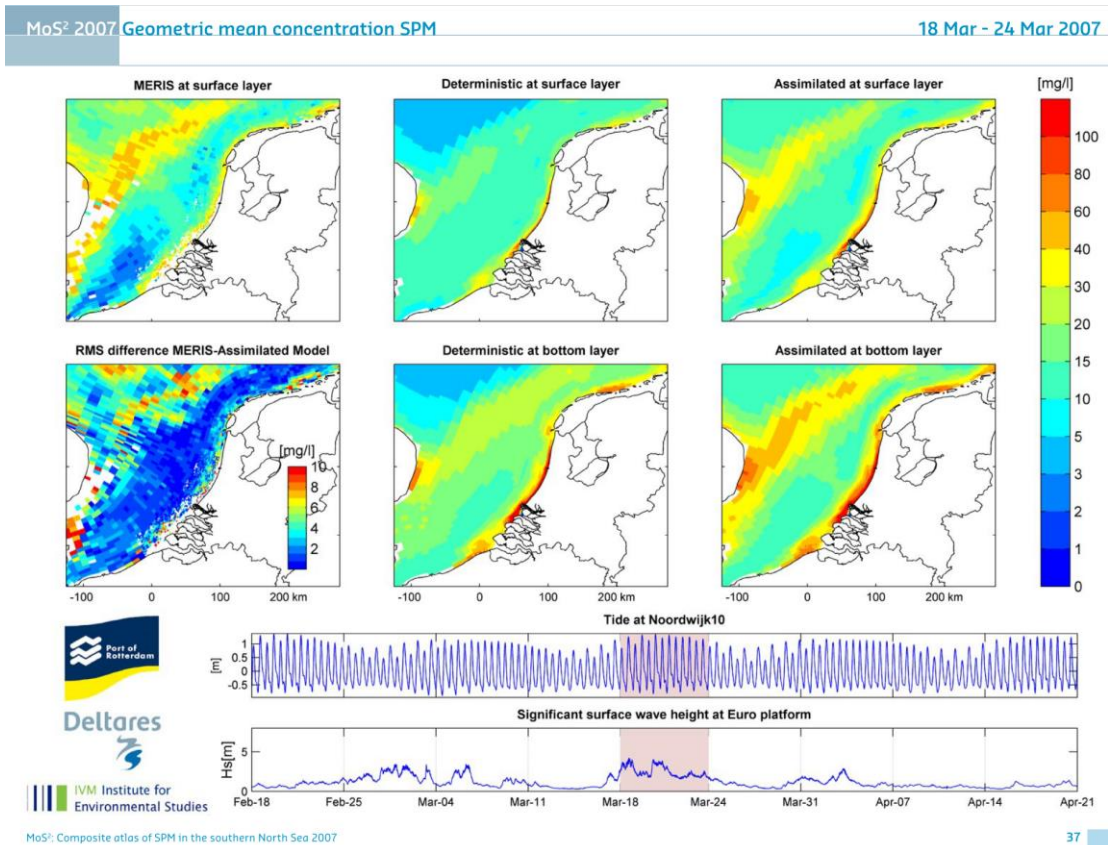 MoS² 2007 Geometric mean concentration SPM
18 Mar - 24 Mar 2007
MERIS at surface layer
Deterministic at surface layer
Assimilated at surface layer
[mg/l]
100
80
60
40
30
20
15
10
5
3
2
1
0
RMS difference MERIS-Assimilated Model
Deterministic at bottom layer
Assimilated at bottom layer
[mg/l]
10
8
6
4
2
-100 0 100 200 km
-100 0 100 200 km
-100 0 100 200 km
Port of
Rotterdam
Deltares
IVM Institute for
Environmental Studies
Tide at Noordwijk10
[m]
1
0.5
0
-0.5
Significant surface wave height at Euro platform
Hs[m]
5
0
Feb-18 Feb-25 Mar-04 Mar-11 Mar-18 Mar-24 Mar-31 Apr-07 Apr-14 Apr-21
MoS²: Composite atlas of SPM in the southern North Sea 2007
37